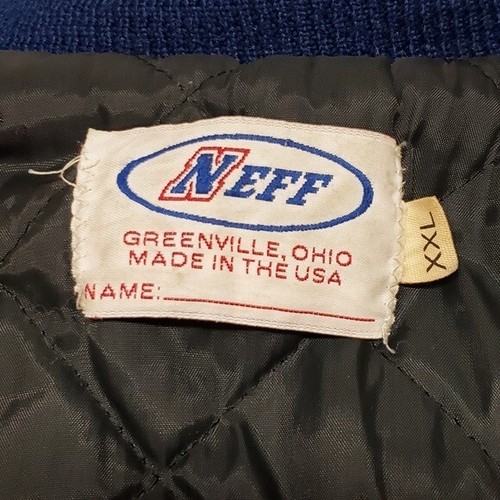 NEFF
GREENVILLE, OHIO
MADE IN THE USA
NAME:
XXL